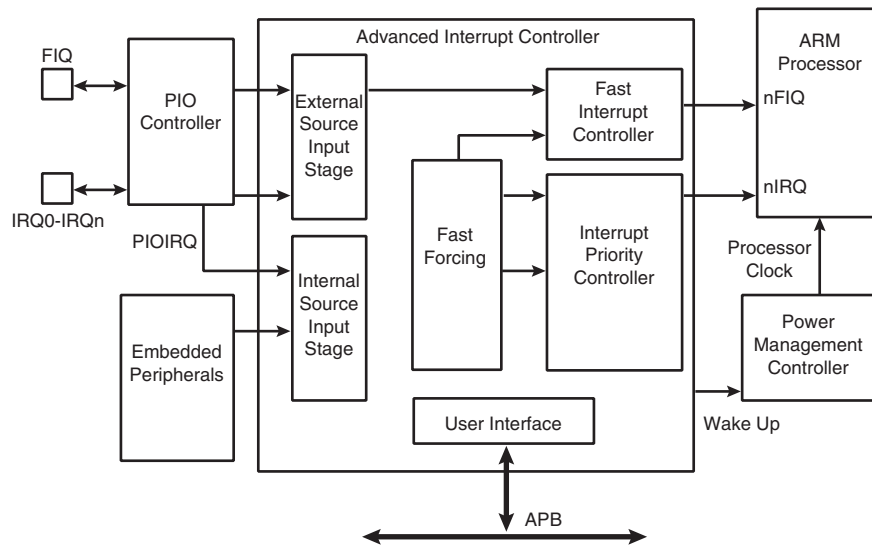 Advanced Interrupt Controller
FIQ
PIO
Controller
IRQ0-IRQn
PIOIRQ
Embedded
Peripherals
External
Source
Input
Stage
Internal
Source
Input
Stage
Fast
Forcing
Fast
Interrupt
Controller
Interrupt
Priority
Controller
User Interface
APB
ARM
Processor
nFIQ
nIRQ
Processor
Clock
Power
Management
Controller
Wake Up